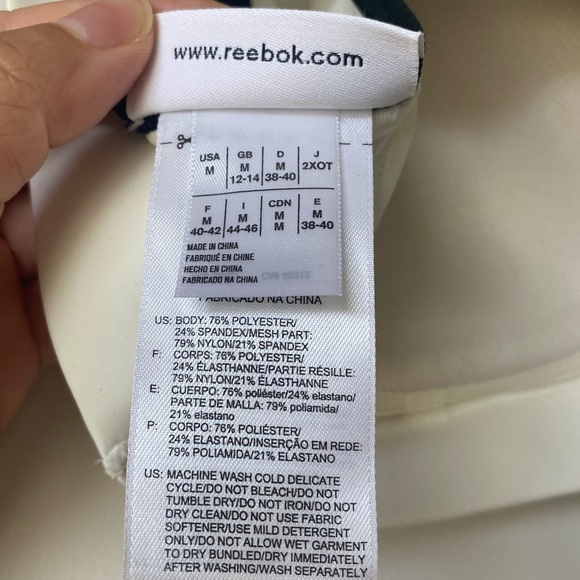 www.reebok.com
USA GB D J
M M M 2XOT
12-14 38-40
F I CDN E
M M M M
40-42 44-46 M 38-40
MADE IN CHINA
FABRIQUÉ EN CHINE
HECHO EN CHINA
FABRICADO NA CHINA
FABRICADO NA CHINA
US: BODY: 76% POLYESTER/
24% SPANDEX/MESH PART:
79% NYLON/21% SPANDEX
F: CORPS: 76% POLYESTER/
24% ÉLASTHANNE/PARTIE RÉSILLE:
79% NYLON/21% ÉLASTHANNE
E: CUERPO: 76% poliéster/24% elastano/
PARTE DE MALLA: 79% poliamida/
21% elastano
P: CORPO: 76% POLIÉSTER/
24% ELASTANO/INSERÇÃO EM REDE:
79% POLIAMIDA/21% ELASTANO
US: MACHINE WASH COLD DELICATE
CYCLE/DO NOT BLEACH/DO NOT
TUMBLE DRY/DO NOT IRON/DO NOT
DRY CLEAN/DO NOT USE FABRIC
SOFTENER/USE MILD DETERGENT
ONLY/DO NOT ALLOW WET GARMENT
TO DRY BUNDLED/DRY IMMEDIATELY
AFTER WASHING/WASH SEPARATELY